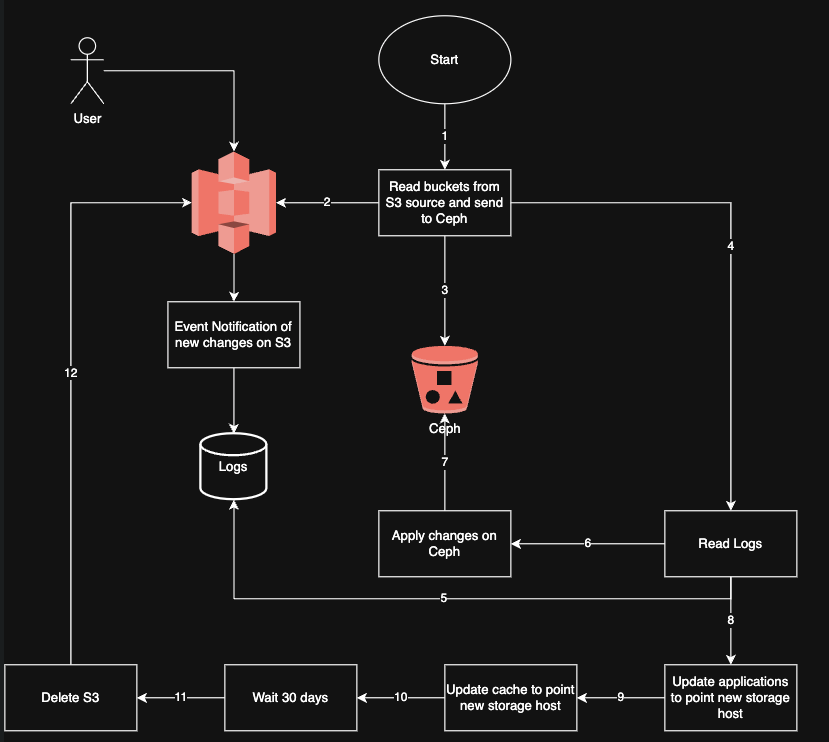 Start
User
1
Read buckets from
S3 source and send
to Ceph
2
4
3
Event Notification of
new changes on S3
12
Ceph
Logs
7
Apply changes on
Ceph
6
Read Logs
5
8
Delete S3
11
Wait 30 days
10
Update cache to point
new storage host
9
Update applications
to point new storage
host